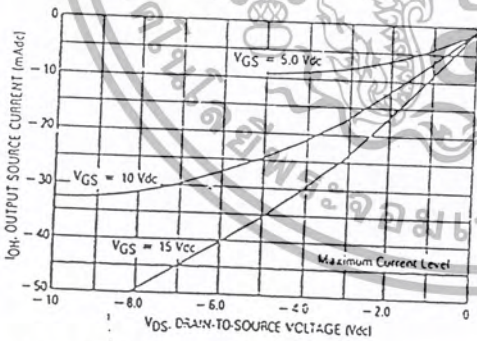 IOH, OUTPUT SOURCE CURRENT (mAdc)
0
-10
-20
-30
-40
-50
VGS = 5.0 Vdc
VGS = 10 Vdc
VGS = 15 Vdc
Maximum Current Level
-10
-8.0
-6.0
-4.0
-2.0
0
VDS, DRAIN-TO-SOURCE VOLTAGE (Vdc)